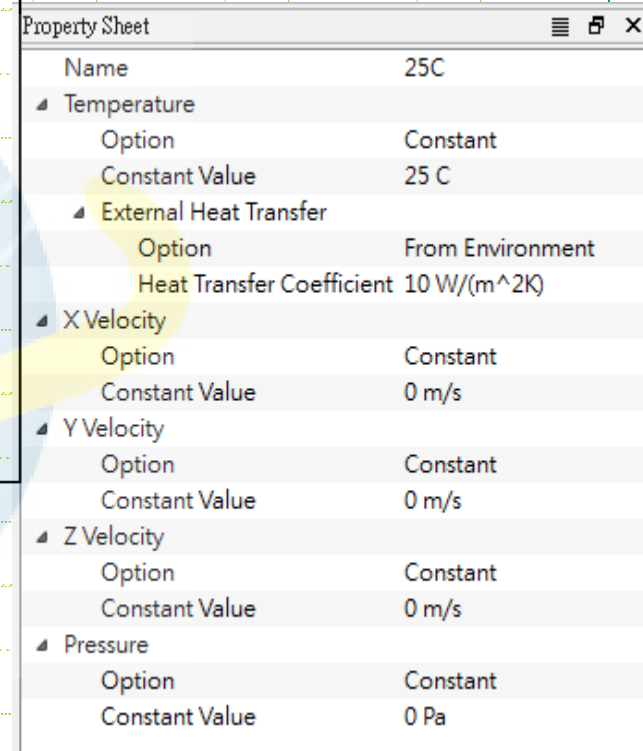 Property Sheet
Name 25C
Temperature
Option Constant
Constant Value 25 C
External Heat Transfer
Option From Environment
Heat Transfer Coefficient 10 W/(m^2K)
X Velocity
Option Constant
Constant Value 0 m/s
Y Velocity
Option Constant
Constant Value 0 m/s
Z Velocity
Option Constant
Constant Value 0 m/s
Pressure
Option Constant
Constant Value 0 Pa